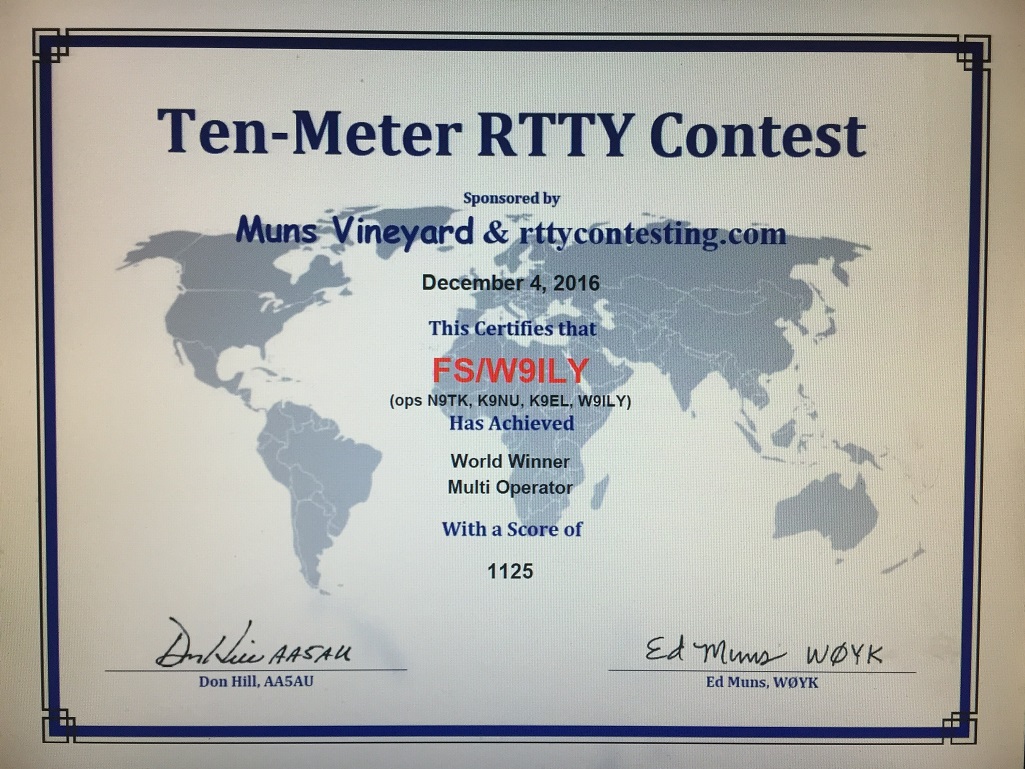 Ten-Meter RTTY Contest
Sponsored by
Muns Vineyard & rttycontesting.com
December 4, 2016
This Certifies that
FS/W9ILY
(ops N9TK, K9NU, K9EL, W9ILY)
Has Achieved
World Winner
Multi Operator
With a Score of
1125
Don Hill AA5AU
Ed Muns WØYK
Don Hill, AA5AU
Ed Muns, WØYK